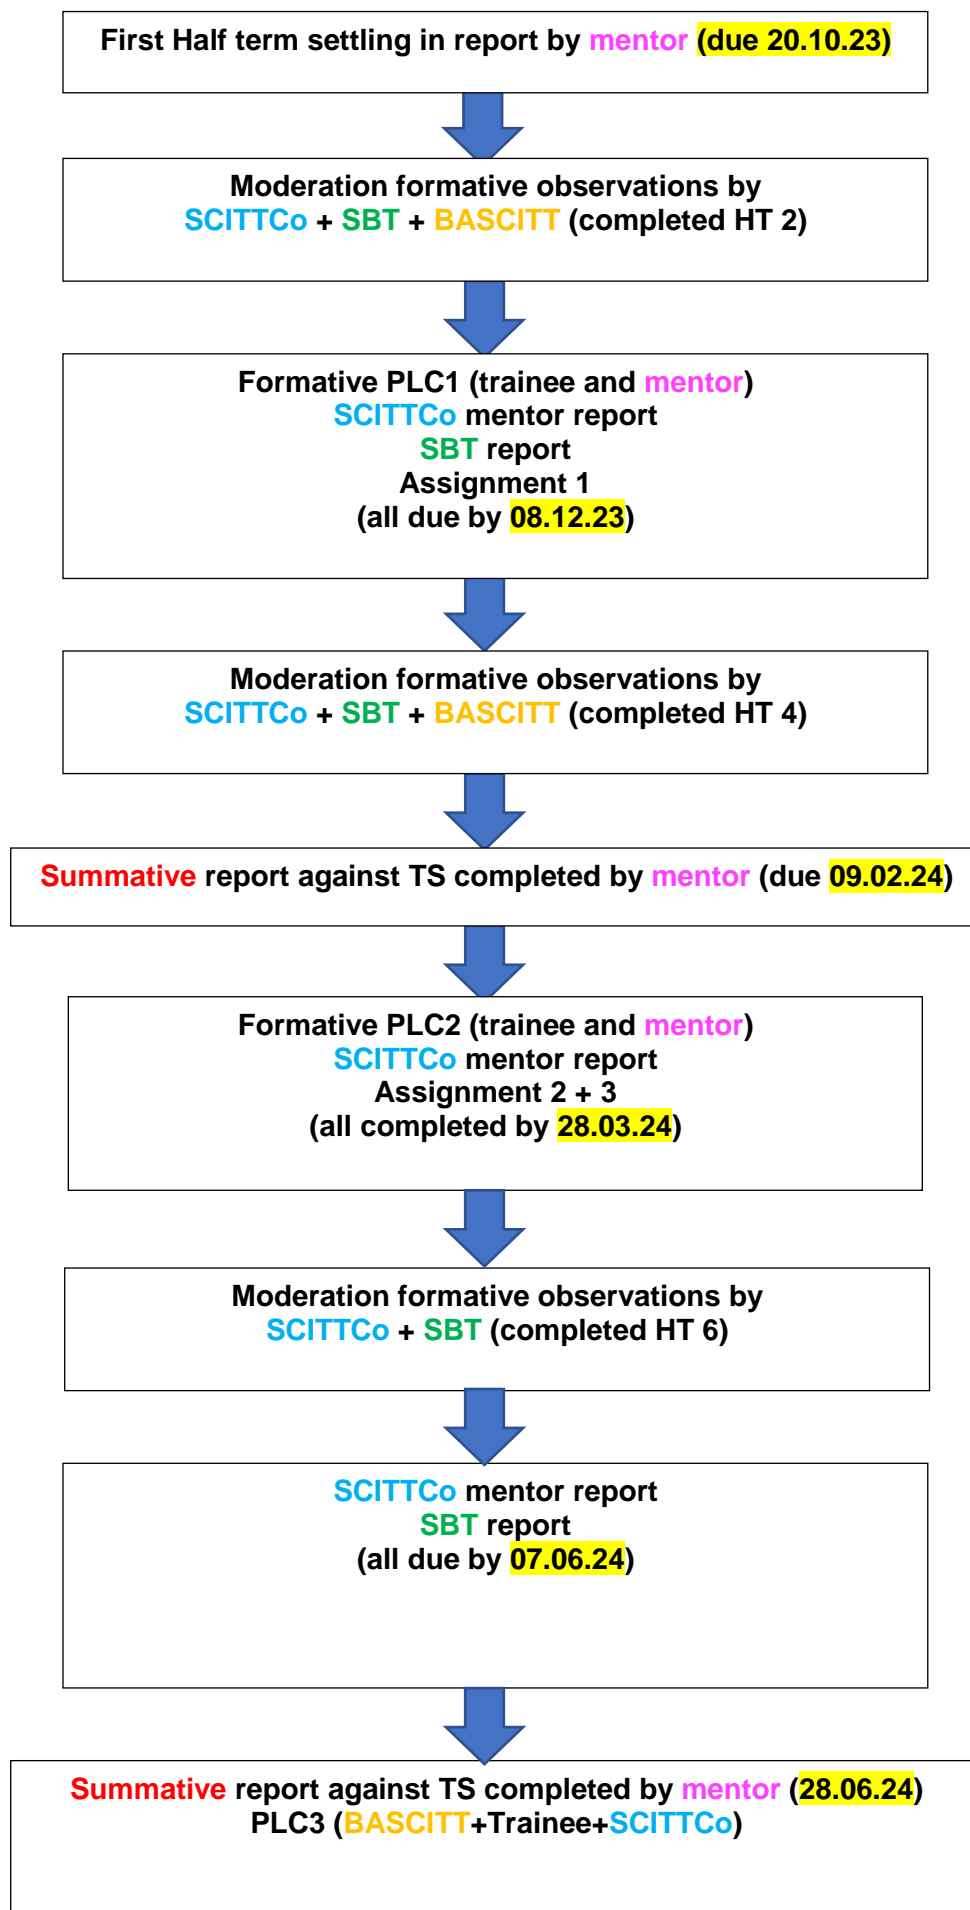 First Half term settling in report by mentor (due 20.10.23)
Moderation formative observations by
SCITTCo + SBT + BASCITT (completed HT 2)
Formative PLC1 (trainee and mentor)
SCITTCo mentor report
SBT report
Assignment 1
(all due by 08.12.23)
Moderation formative observations by
SCITTCo + SBT + BASCITT (completed HT 4)
Summative report against TS completed by mentor (due 09.02.24)
Formative PLC2 (trainee and mentor)
SCITTCo mentor report
Assignment 2 + 3
(all completed by 28.03.24)
Moderation formative observations by
SCITTCo + SBT (completed HT 6)
SCITTCo mentor report
SBT report
(all due by 07.06.24)
Summative report against TS completed by mentor (28.06.24)
PLC3 (BASCITT+Trainee+SCITTCo)